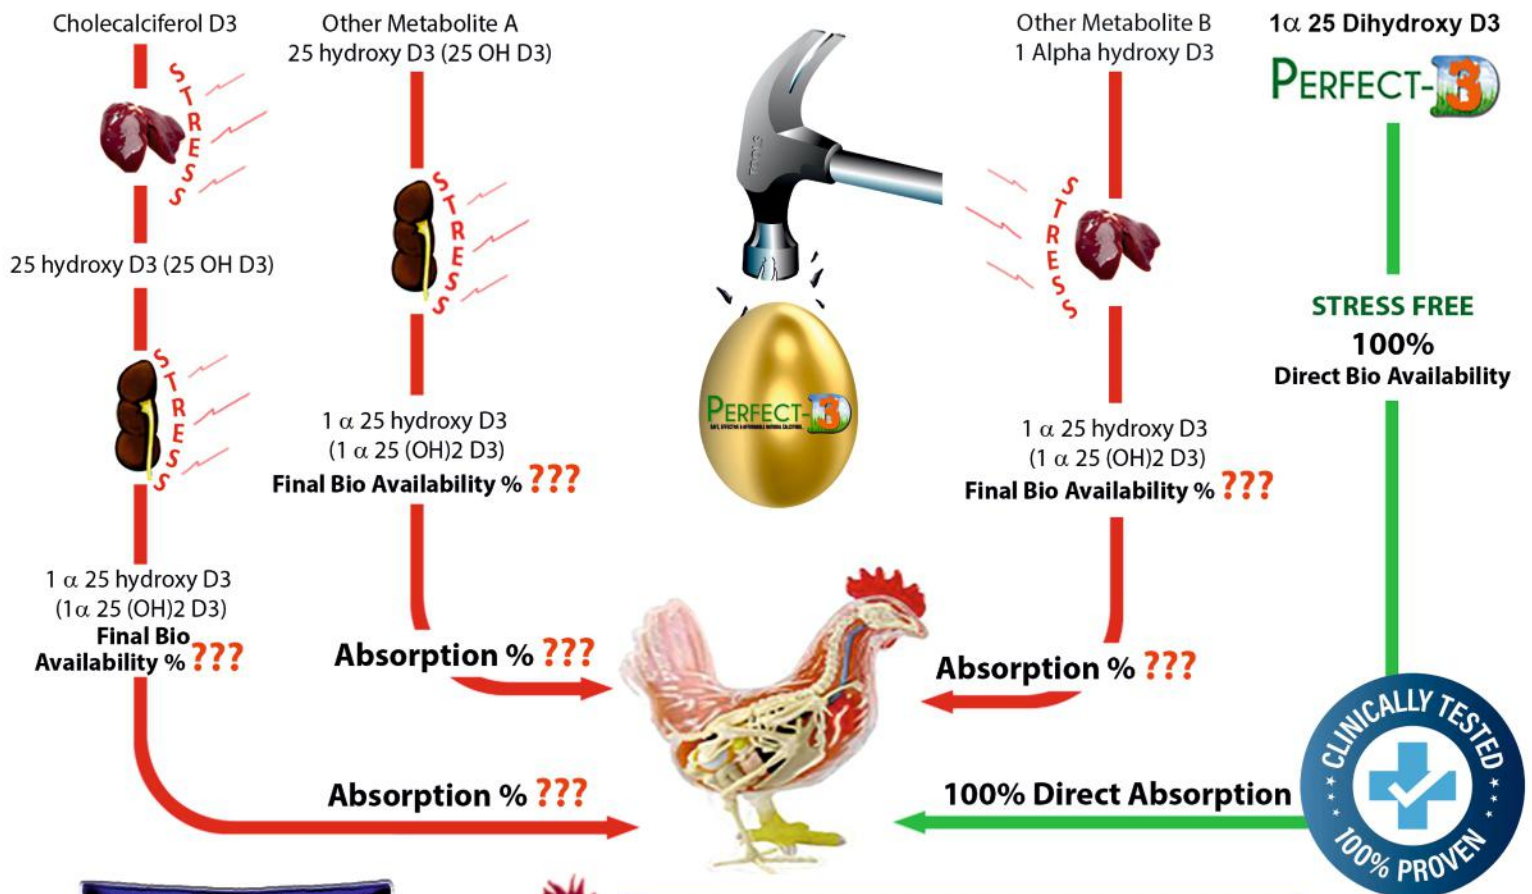 Cholecalciferol D3
STRESS
25 hydroxy D3 (25 OH D3)
STRESS
1 α 25 hydroxy D3
(1α 25 (OH)2 D3)
Final Bio
Availability % ???
Absorption % ???
Other Metabolite A
25 hydroxy D3 (25 OH D3)
STRESS
1 α 25 hydroxy D3
(1 α 25 (OH)2 D3)
Final Bio Availability % ???
Absorption % ???
TOOLS
PERFECT-D3
Other Metabolite B
1 Alpha hydroxy D3
STRESS
1 α 25 hydroxy D3
(1 α 25 (OH)2 D3)
Final Bio Availability % ???
Absorption % ???
1α 25 Dihydroxy D3
PERFECT-D3
STRESS FREE
100%
Direct Bio Availability
100% Direct Absorption
CLINICALLY TESTED
100% PROVEN